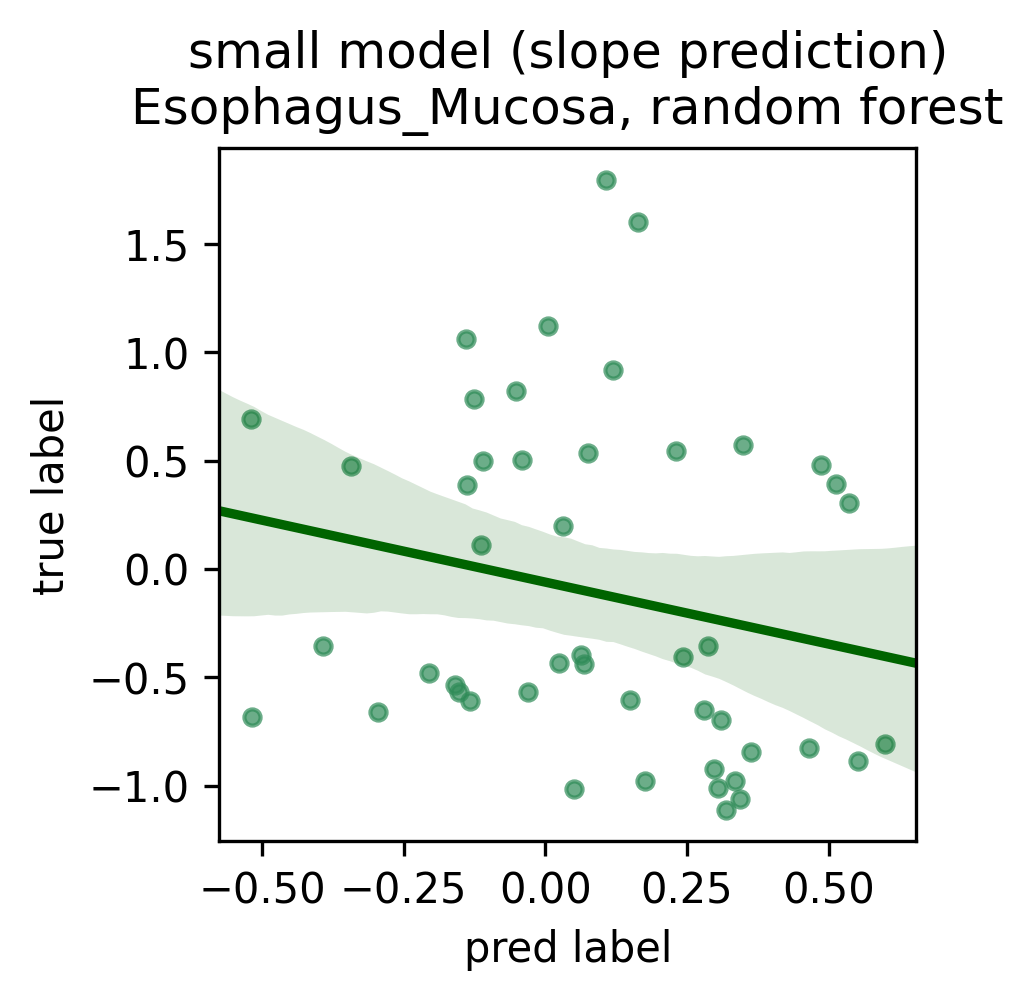 small model (slope prediction)
Esophagus_Mucosa, random forest
1.5
1.0
0.5
0.0
−0.5
−1.0
true label
−0.50 −0.25 0.00 0.25 0.50
pred label